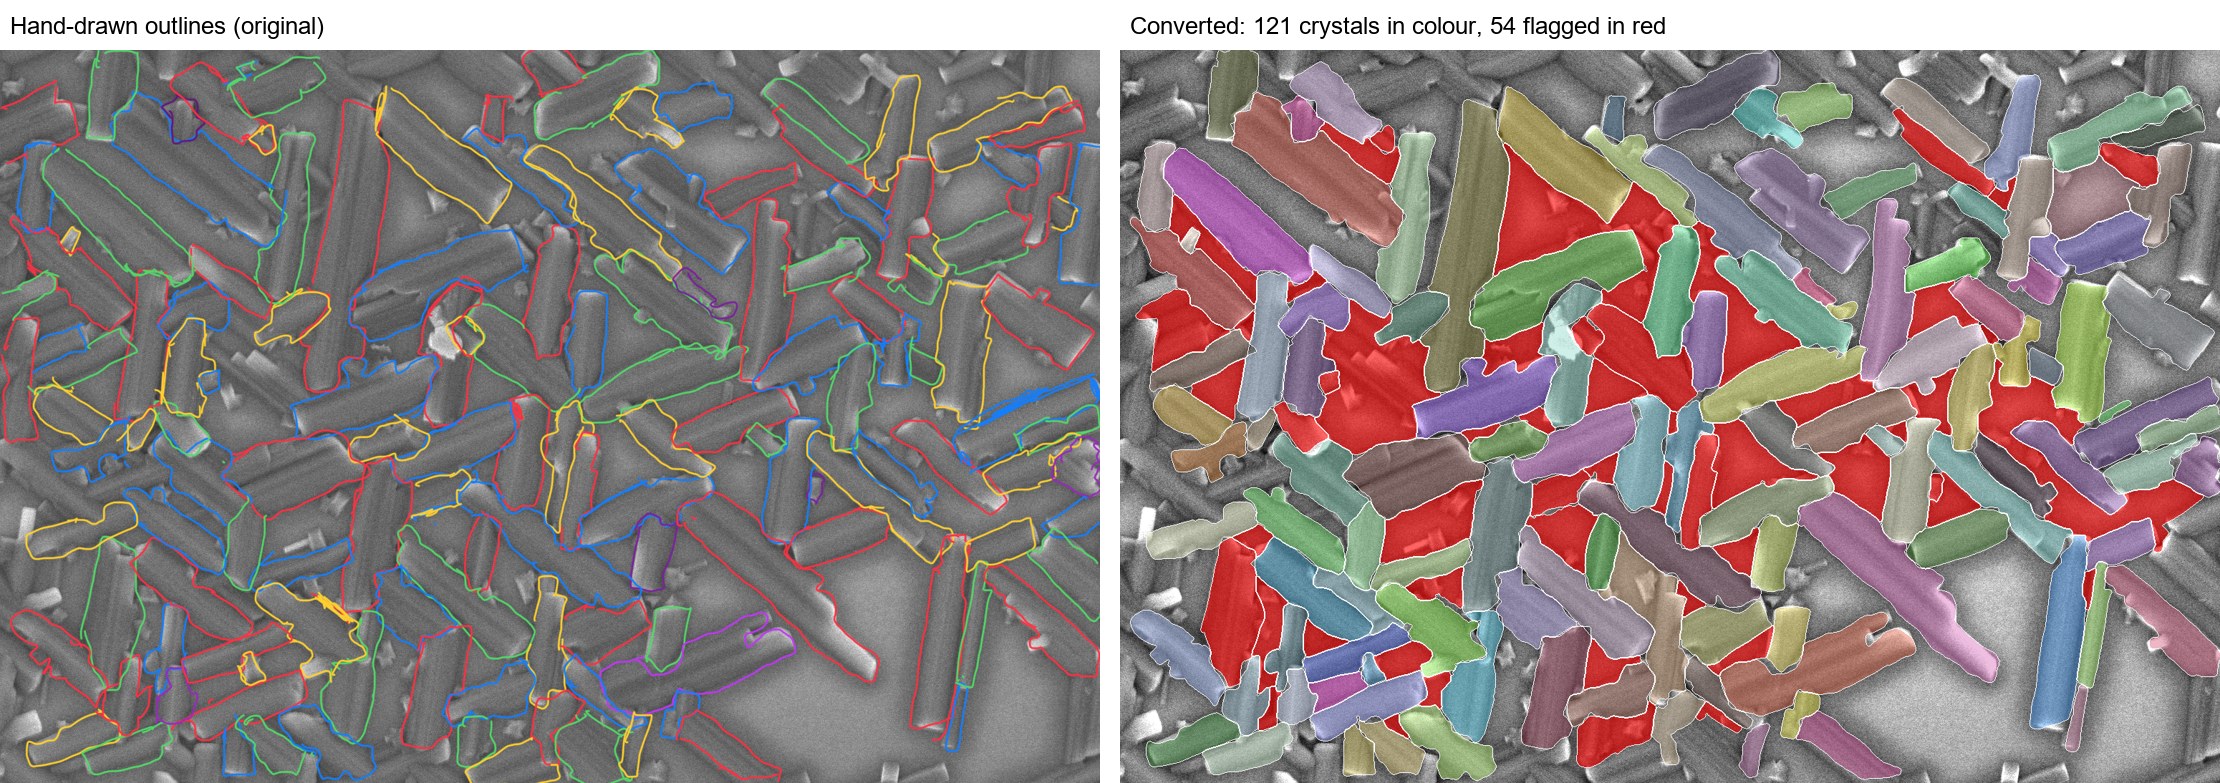 Hand-drawn outlines (original)
Converted: 121 crystals in colour, 54 flagged in red